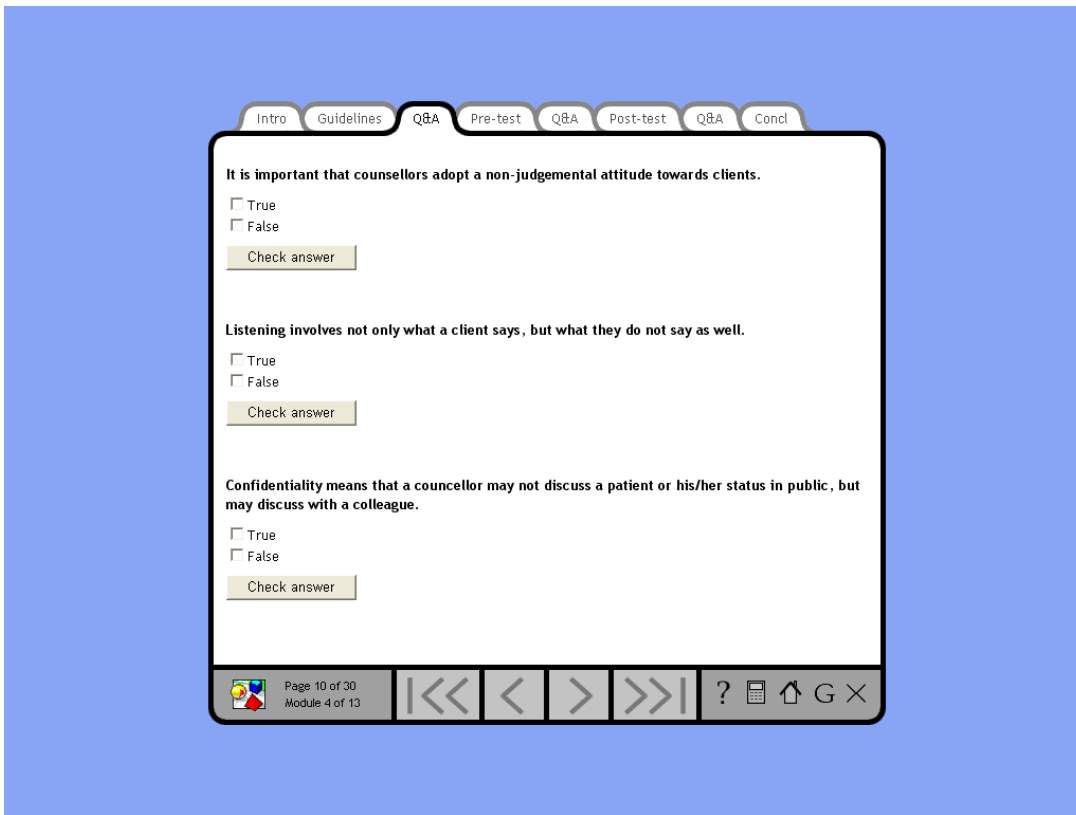 Intro Guidelines Q&A Pre-test Q&A Post-test Q&A Concl
It is important that counsellors adopt a non-judgemental attitude towards clients.
True
False
Check answer
Listening involves not only what a client says, but what they do not say as well.
True
False
Check answer
Confidentiality means that a councellor may not discuss a patient or his/her status in public, but
may discuss with a colleague.
True
False
Check answer
Page 10 of 30
Module 4 of 13
|<< < > >>| ? G